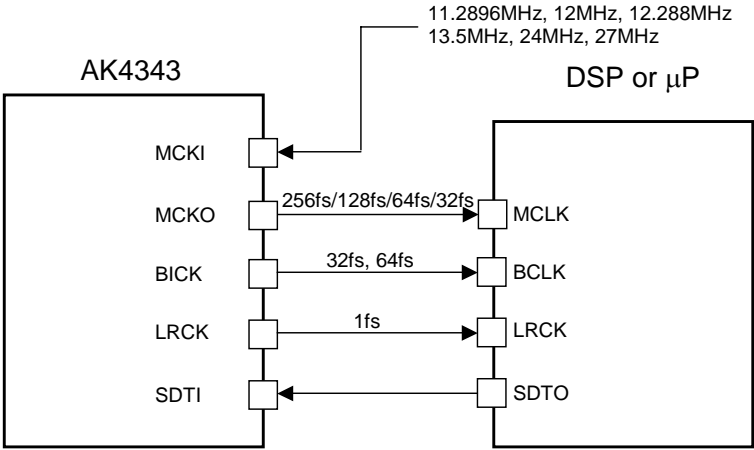 11.2896MHz, 12MHz, 12.288MHz
13.5MHz, 24MHz, 27MHz
AK4343
DSP or μP
MCKI
MCKO
256fs/128fs/64fs/32fs
MCLK
BICK
32fs, 64fs
BCLK
LRCK
1fs
LRCK
SDTI
SDTO